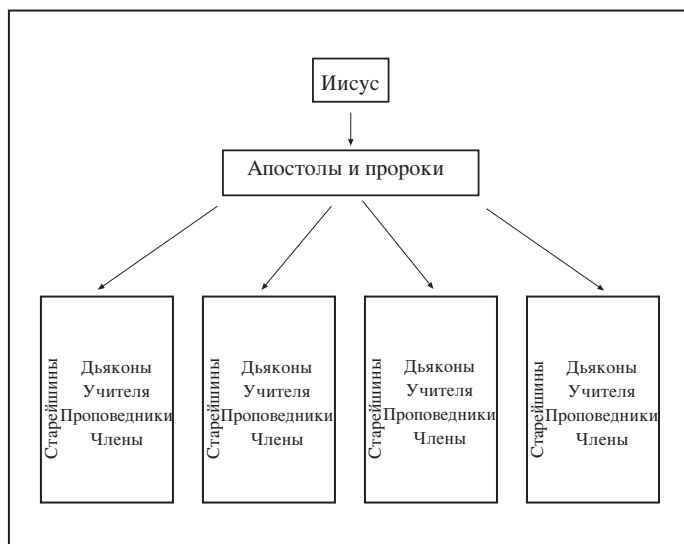 Иисус
Апостолы и пророки
Старейшины
Дьяконы
Учителя
Проповедники
Члены
Старейшины
Дьяконы
Учителя
Проповедники
Члены
Старейшины
Дьяконы
Учителя
Проповедники
Члены
Старейшины
Дьяконы
Учителя
Проповедники
Члены